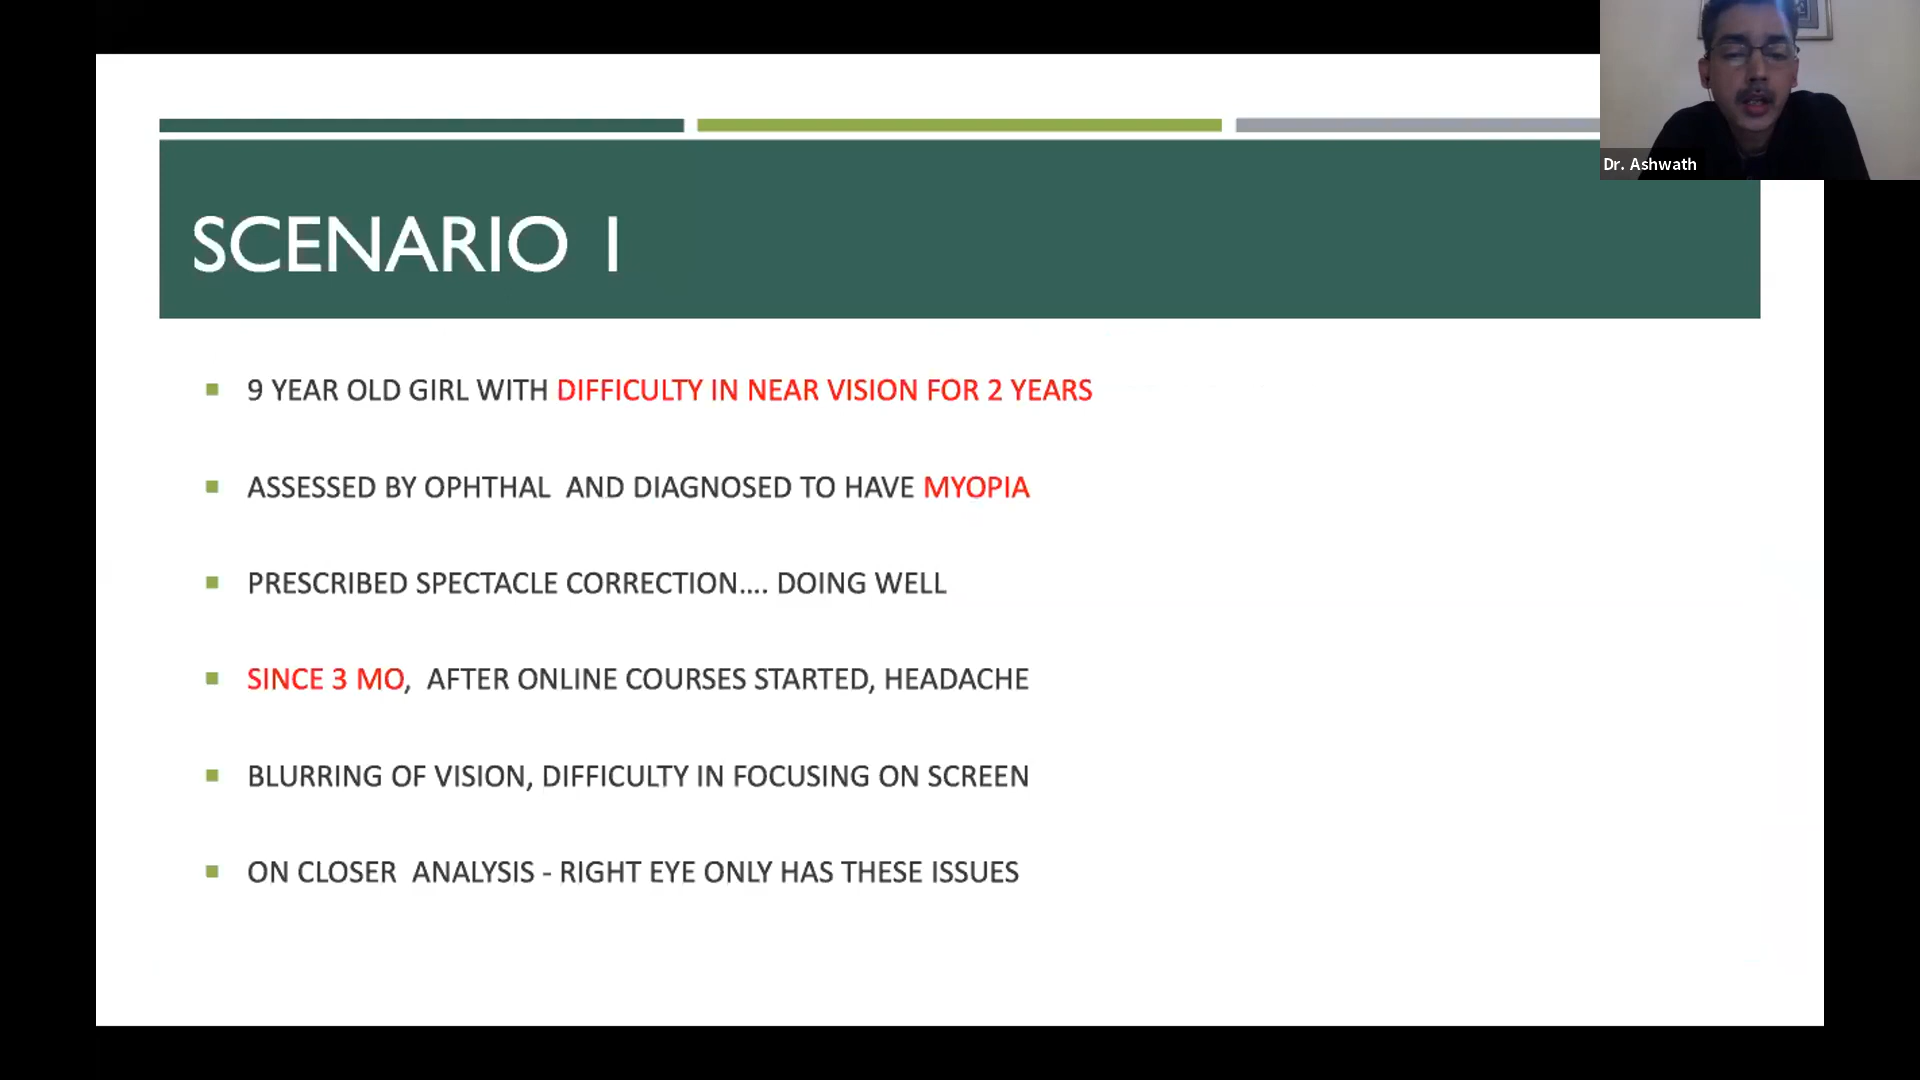 Dr. Ashwath
SCENARIO 1
9 YEAR OLD GIRL WITH DIFFICULTY IN NEAR VISION FOR 2 YEARS
ASSESSED BY OPHTHAL AND DIAGNOSED TO HAVE MYOPIA
PRESCRIBED SPECTACLE CORRECTION.... DOING WELL
SINCE 3 MO, AFTER ONLINE COURSES STARTED, HEADACHE
BLURRING OF VISION, DIFFICULTY IN FOCUSING ON SCREEN
ON CLOSER ANALYSIS - RIGHT EYE ONLY HAS THESE ISSUES